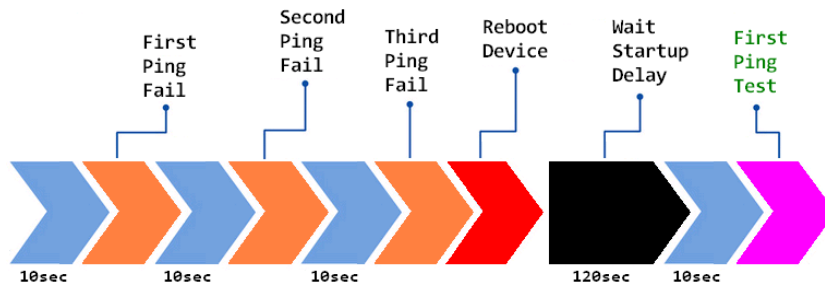 First
Ping
Fail
Second
Ping
Fail
Third
Ping
Fail
Reboot
Device
Wait
Startup
Delay
First
Ping
Test
10sec
10sec
10sec
120sec
10sec